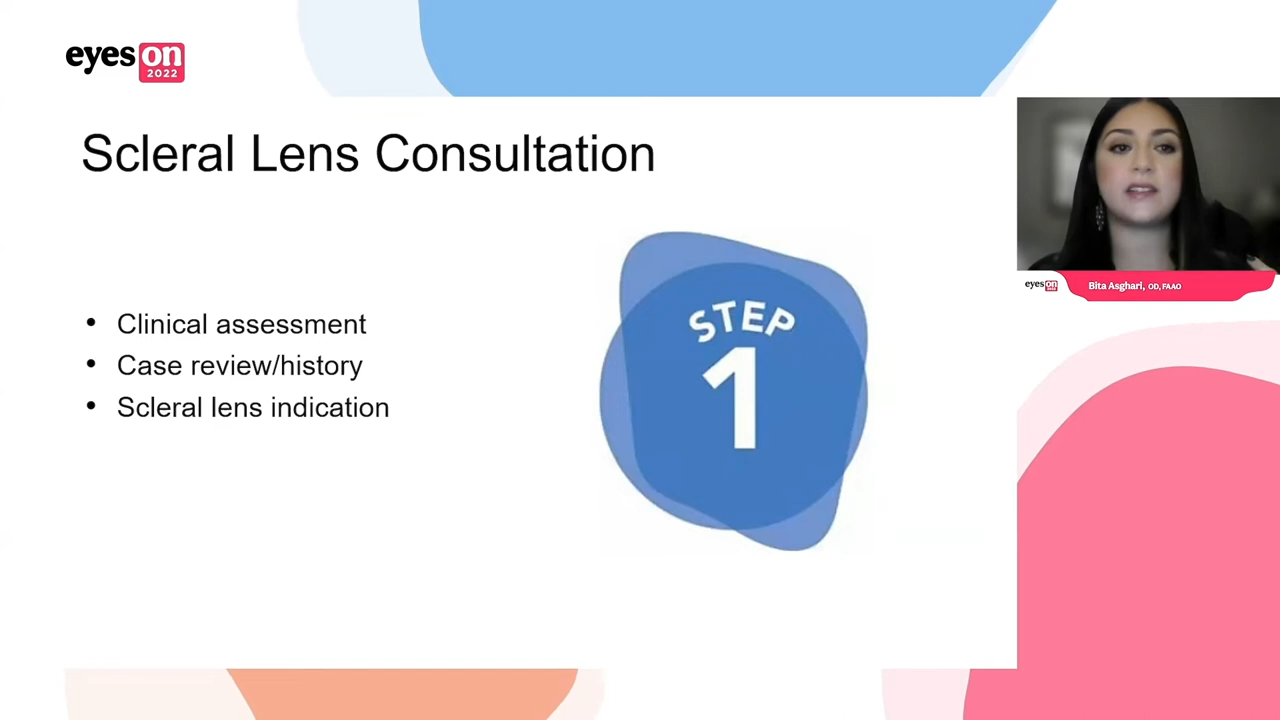 eyes on
2022
Scleral Lens Consultation
• Clinical assessment
• Case review/history
• Scleral lens indication
STEP
1
eyes on
Bita Asghari, OD, FAAO